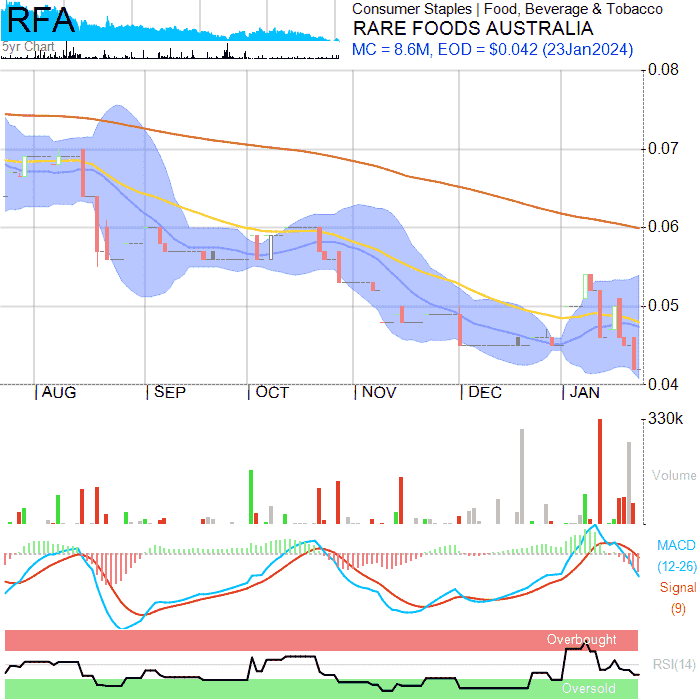 RFA
5yr Chart
Consumer Staples | Food, Beverage & Tobacco
RARE FOODS AUSTRALIA
MC = 8.6M, EOD = $0.042 (23Jan2024)
0.08
0.07
0.06
0.05
0.04
AUG SEP OCT NOV DEC JAN
330k
Volume
MACD
(12-26)
Signal
(9)
Overbought
RSI(14)
Oversold